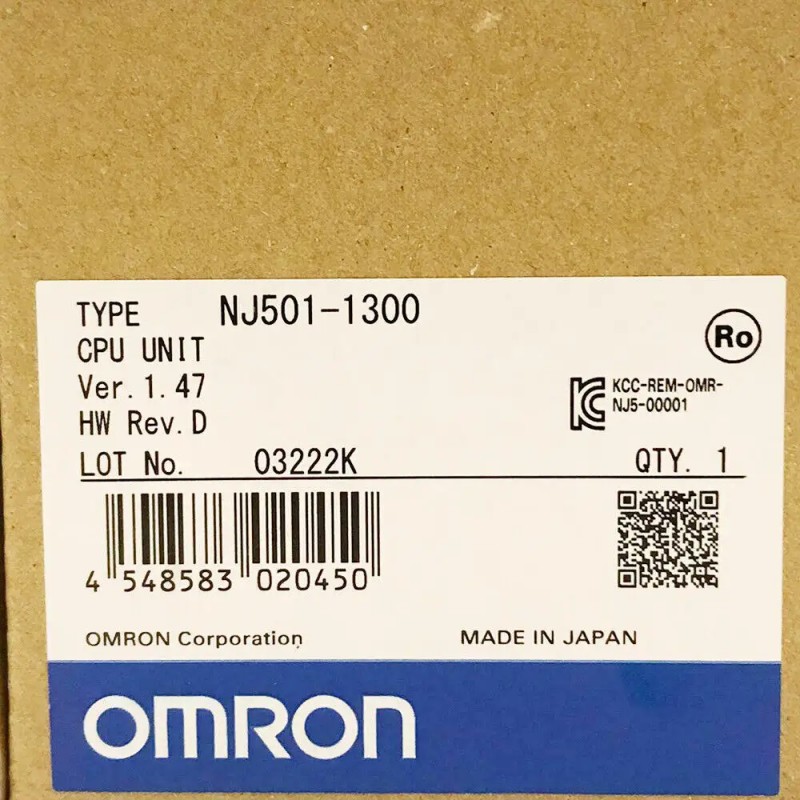 TYPE NJ501-1300
CPU UNIT
Ver. 1.47
HW Rev. D
Ro
KCC-REM-OMR-
NJ5-00001
LOT No. 03222K QTY. 1
4 548583 020450
OMRON Corporation MADE IN JAPAN
OMRON